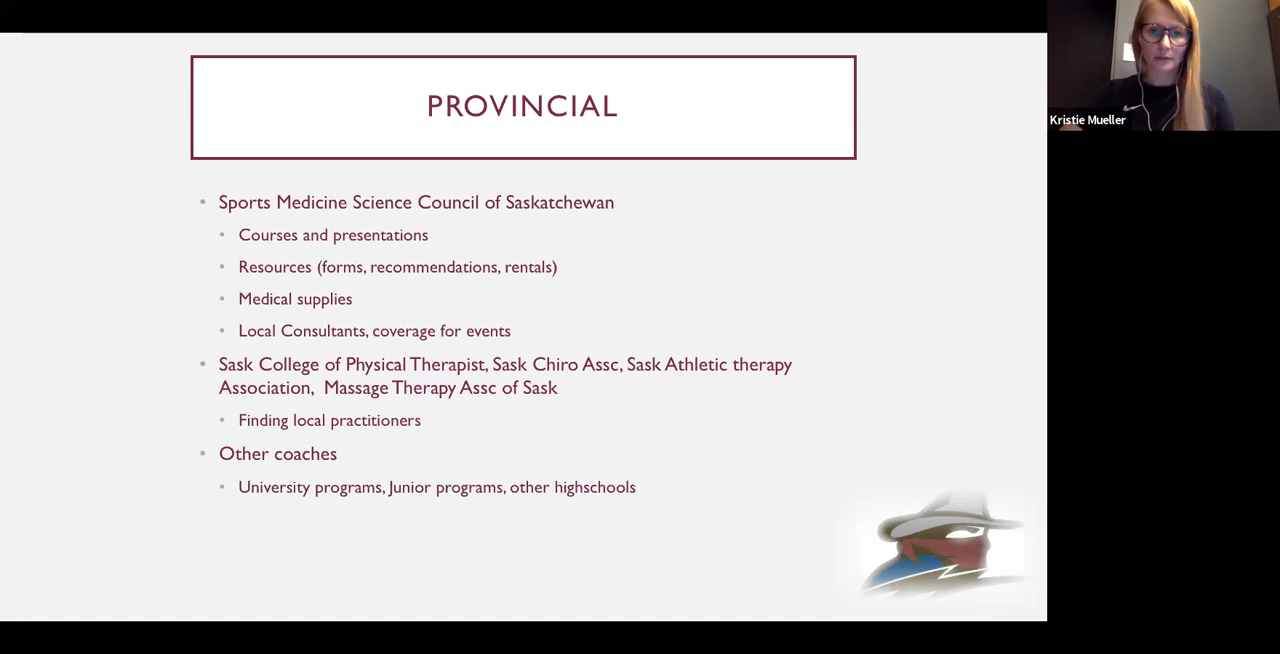 PROVINCIAL
Kristie Mueller
• Sports Medicine Science Council of Saskatchewan
• Courses and presentations
• Resources (forms, recommendations, rentals)
• Medical supplies
• Local Consultants, coverage for events
• Sask College of Physical Therapist, Sask Chiro Assc, Sask Athletic therapy
Association, Massage Therapy Assc of Sask
• Finding local practitioners
• Other coaches
• University programs, Junior programs, other highschools